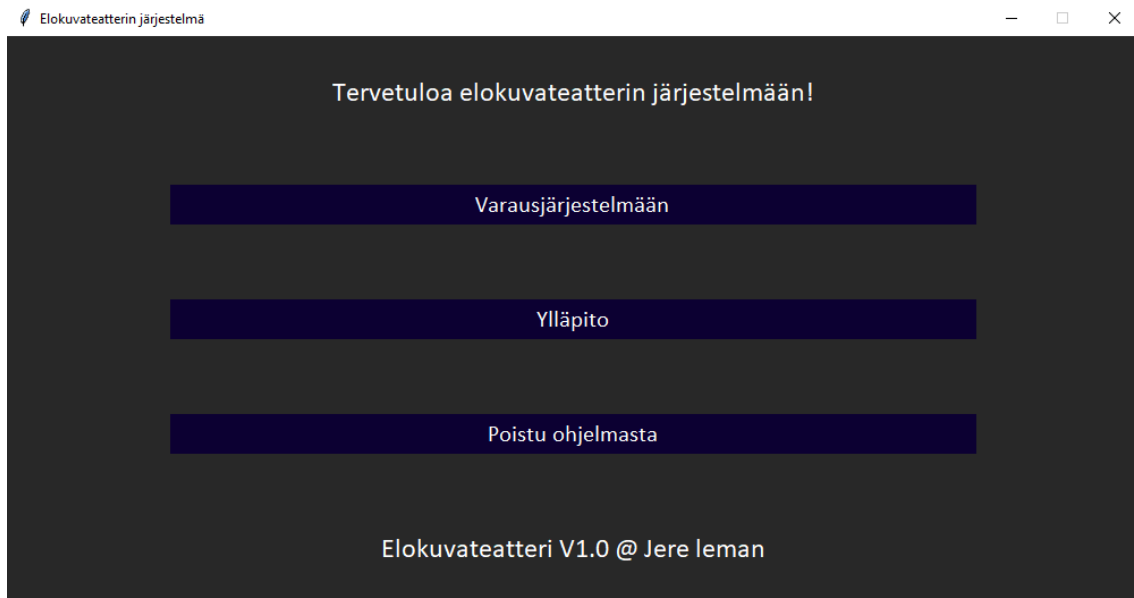 Elokuvateatterin järjestelmä
Tervetuloa elokuvateatterin järjestelmään!
Varausjärjestelmään
Ylläpito
Poistu ohjelmasta
Elokuvateatteri V1.0 @ Jere leman